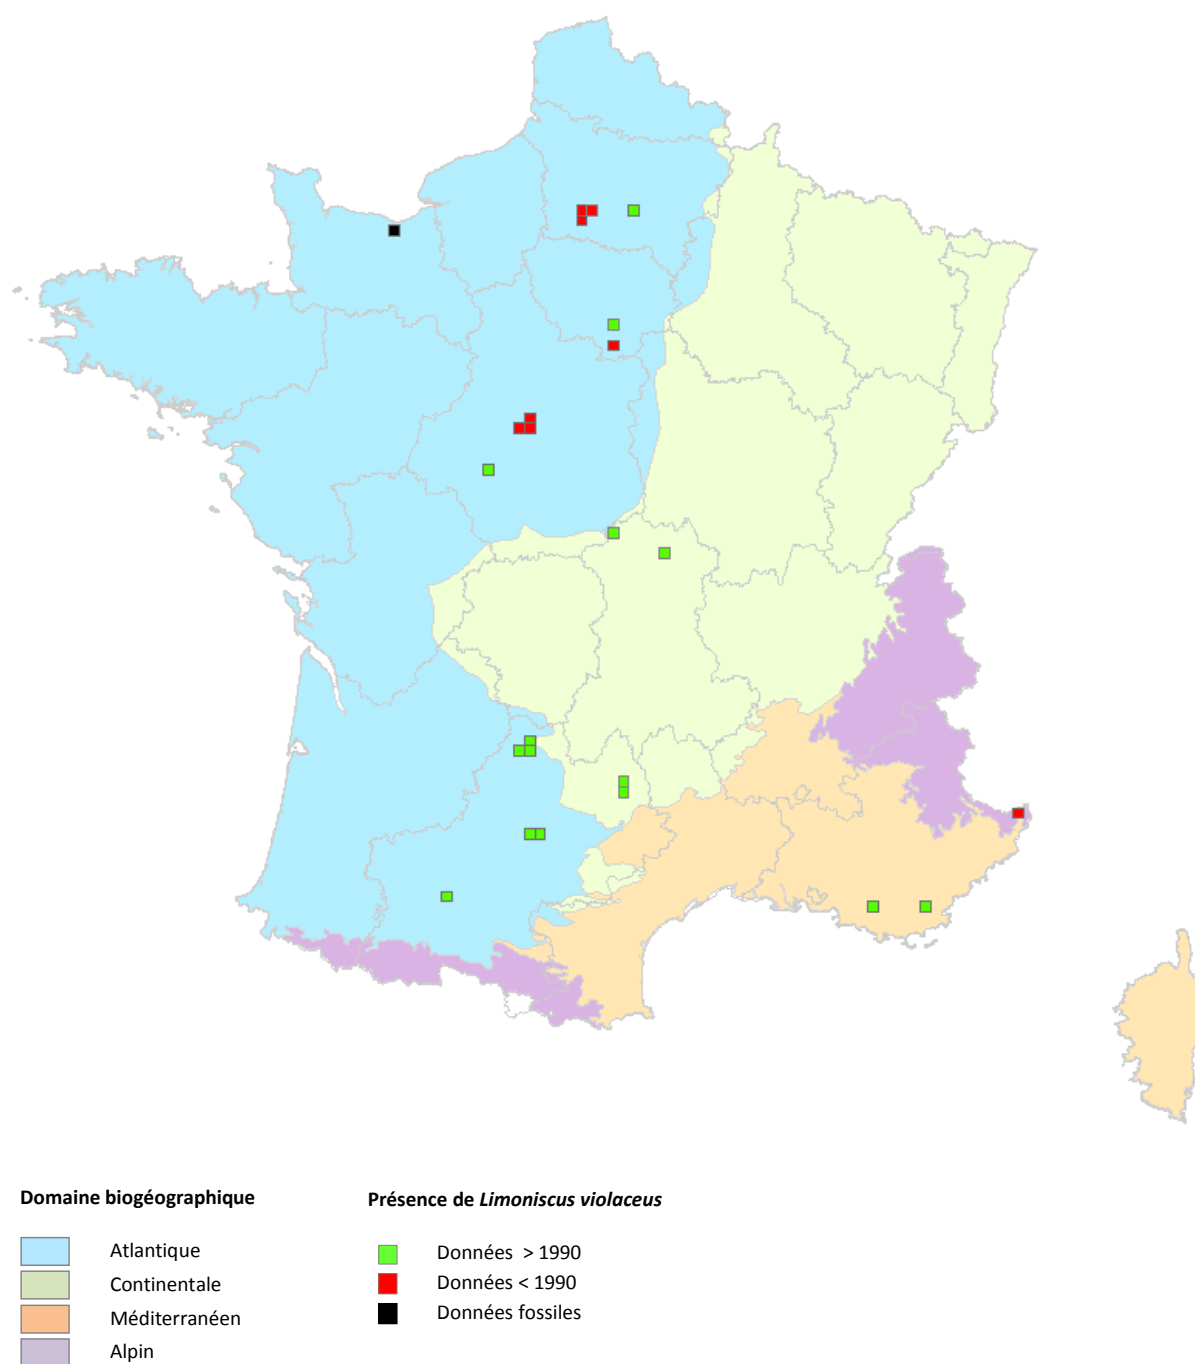 Domaine biogéographique
Atlantique
Continentale
Méditerranéen
Alpin
Présence de Limoniscus violaceus
Données > 1990
Données < 1990
Données fossiles